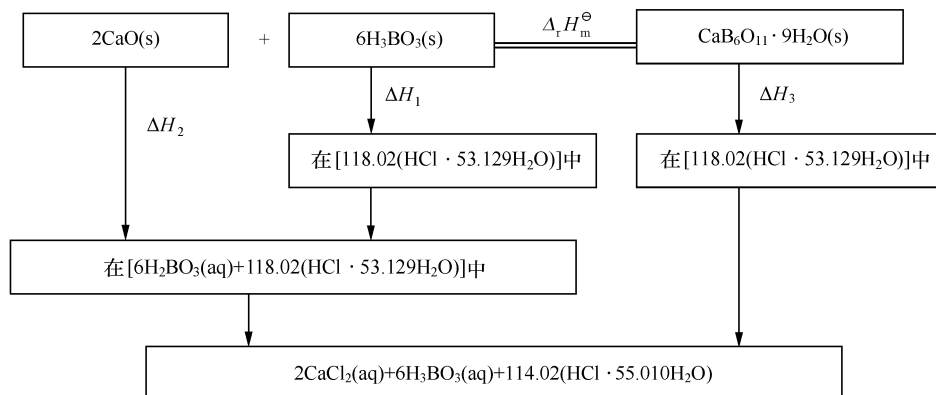 2CaO(s) + 6H₃BO₃(s) ΔᵣHₘ^⊖ CaB₆O₁₁·9H₂O(s)
ΔH₂ ΔH₁ ΔH₃
在[118.02(HCl·53.129H₂O)]中 在[118.02(HCl·53.129H₂O)]中
在[6H₂BO₃(aq)+118.02(HCl·53.129H₂O)]中
2CaCl₂(aq)+6H₃BO₃(aq)+114.02(HCl·55.010H₂O)